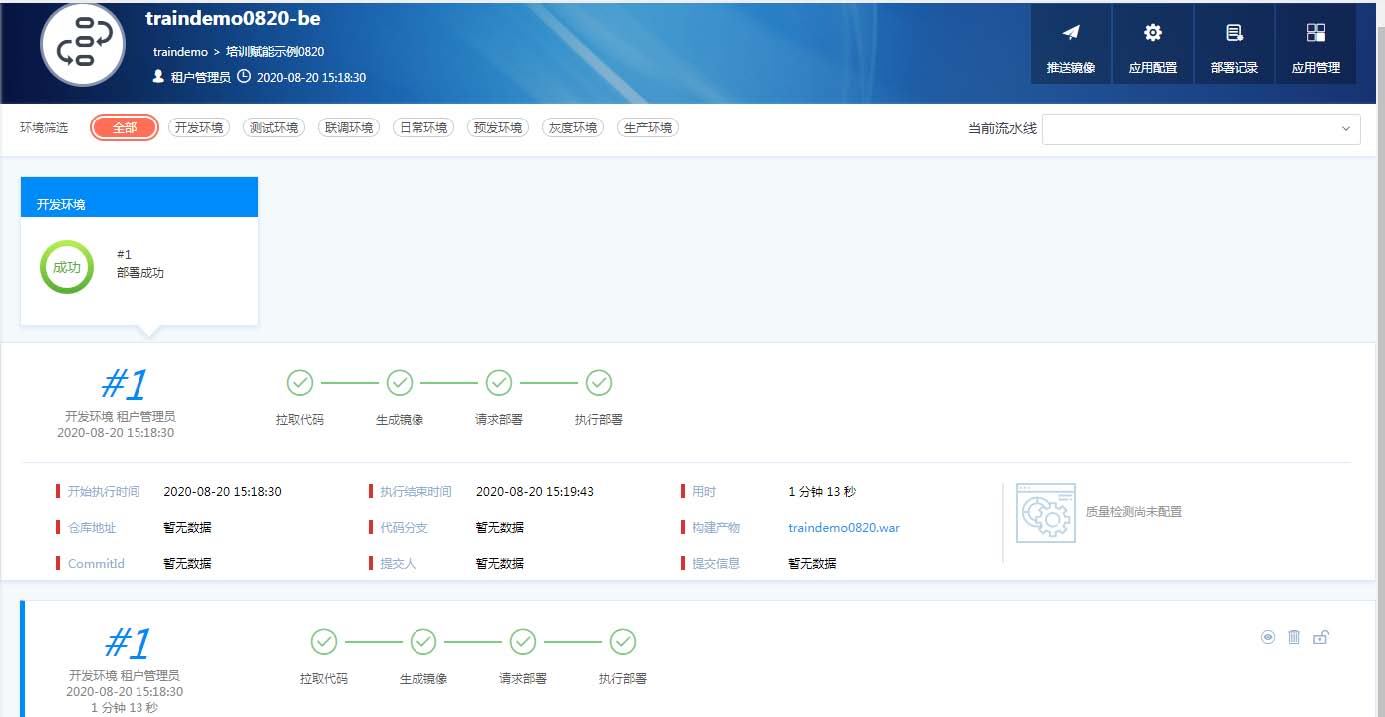 traindemo0820-be
traindemo > 培训赋能示例0820
租户管理员 2020-08-20 15:18:30
推送镜像 应用配置 部署记录 应用管理
环境筛选 全部 开发环境 测试环境 联调环境 日常环境 预发环境 灰度环境 生产环境 当前流水线
开发环境
成功
#1
部署成功
#1
开发环境 租户管理员
2020-08-20 15:18:30
拉取代码 生成镜像 请求部署 执行部署
开始执行时间 2020-08-20 15:18:30 执行结束时间 2020-08-20 15:19:43 用时 1 分钟 13 秒
仓库地址 暂无数据 代码分支 暂无数据 构建产物 traindemo0820.war
CommitId 暂无数据 提交人 暂无数据 提交信息 暂无数据
质量检测尚未配置
#1
开发环境 租户管理员
2020-08-20 15:18:30
1 分钟 13 秒
拉取代码 生成镜像 请求部署 执行部署